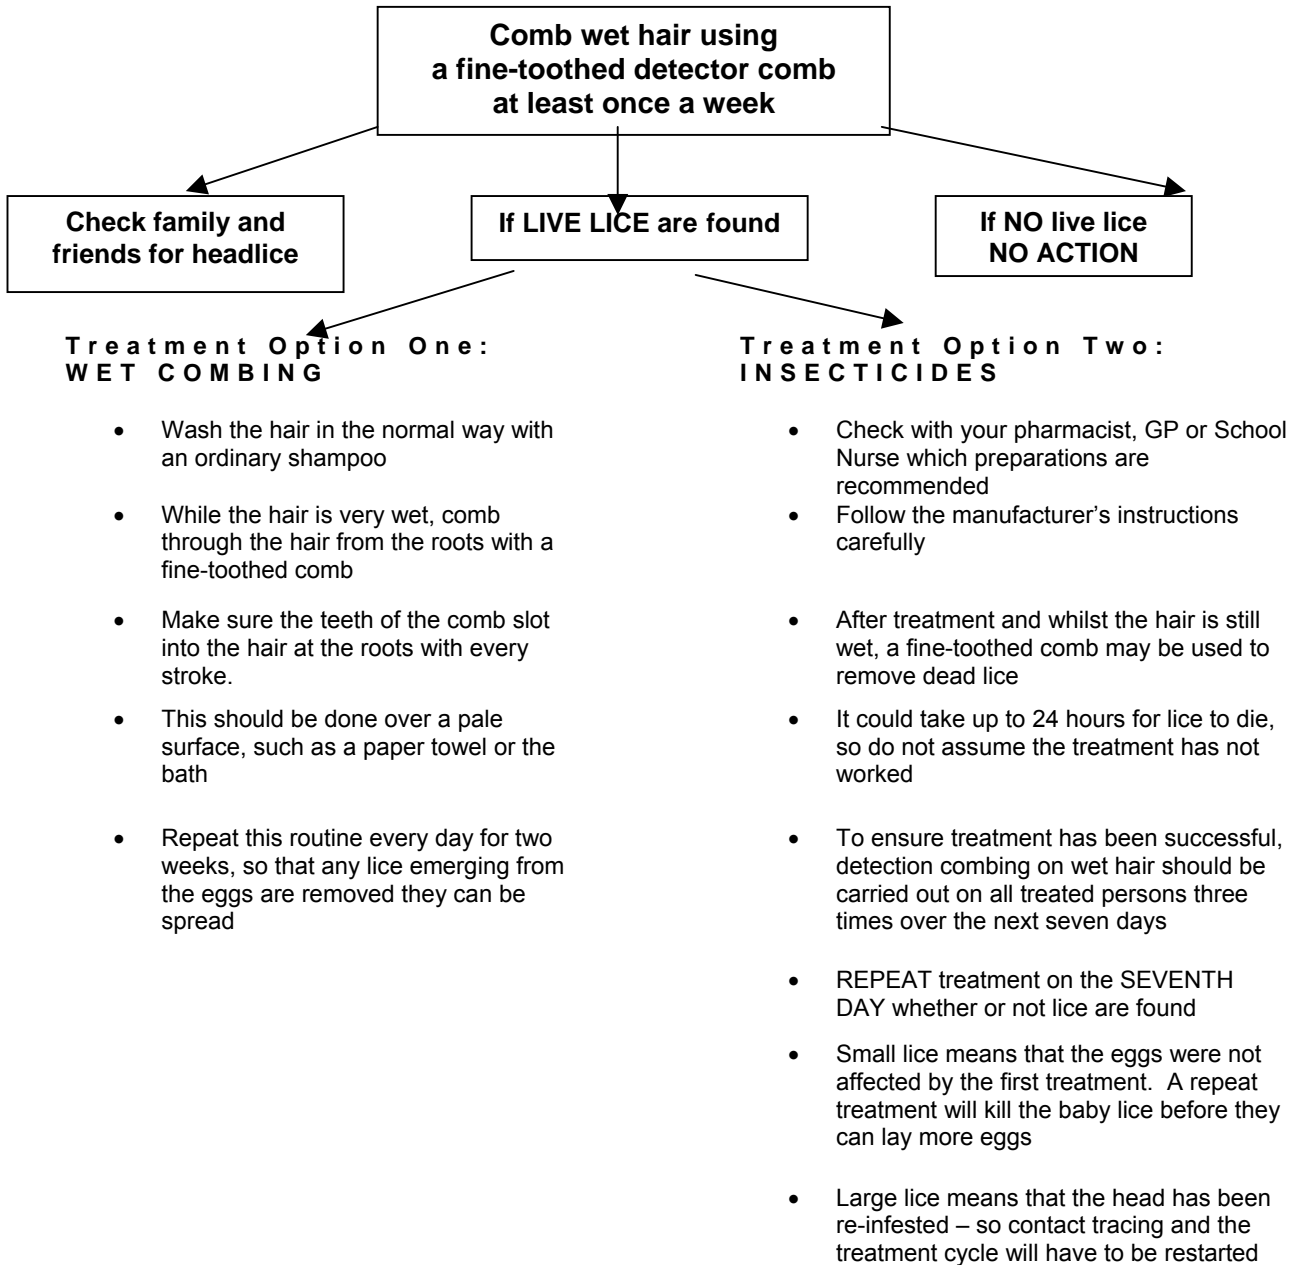 Comb wet hair using
a fine-toothed detector comb
at least once a week
Check family and
friends for headlice
If LIVE LICE are found
If NO live lice
NO ACTION
Treatment Option One:
WET COMBING
• Wash the hair in the normal way with
an ordinary shampoo
• While the hair is very wet, comb
through the hair from the roots with a
fine-toothed comb
• Make sure the teeth of the comb slot
into the hair at the roots with every
stroke.
• This should be done over a pale
surface, such as a paper towel or the
bath
• Repeat this routine every day for two
weeks, so that any lice emerging from
the eggs are removed they can be
spread
Treatment Option Two:
INSECTICIDES
• Check with your pharmacist, GP or School
Nurse which preparations are
recommended
• Follow the manufacturer’s instructions
carefully
• After treatment and whilst the hair is still
wet, a fine-toothed comb may be used to
remove dead lice
• It could take up to 24 hours for lice to die,
so do not assume the treatment has not
worked
• To ensure treatment has been successful,
detection combing on wet hair should be
carried out on all treated persons three
times over the next seven days
• REPEAT treatment on the SEVENTH
DAY whether or not lice are found
• Small lice means that the eggs were not
affected by the first treatment. A repeat
treatment will kill the baby lice before they
can lay more eggs
• Large lice means that the head has been
re-infested – so contact tracing and the
treatment cycle will have to be restarted